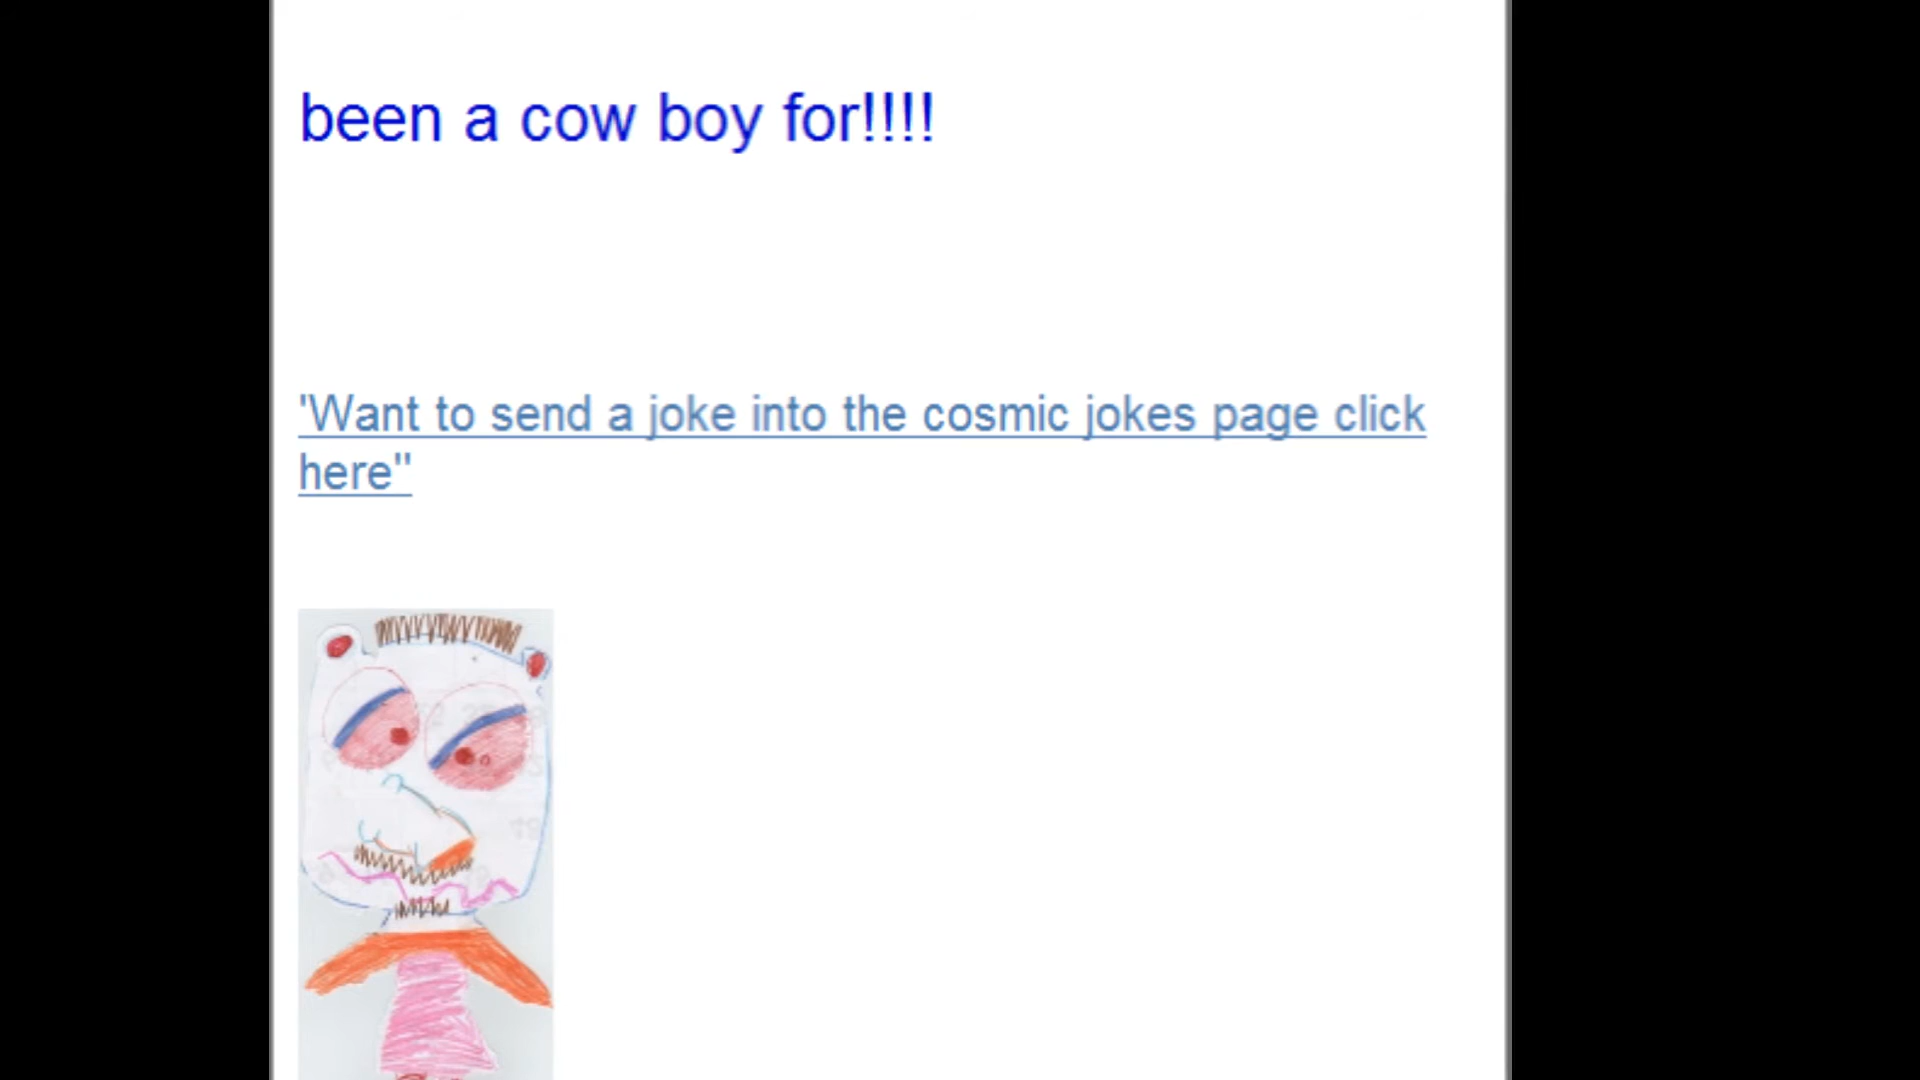 been a cow boy for!!!!
"Want to send a joke into the cosmic jokes page click
here"